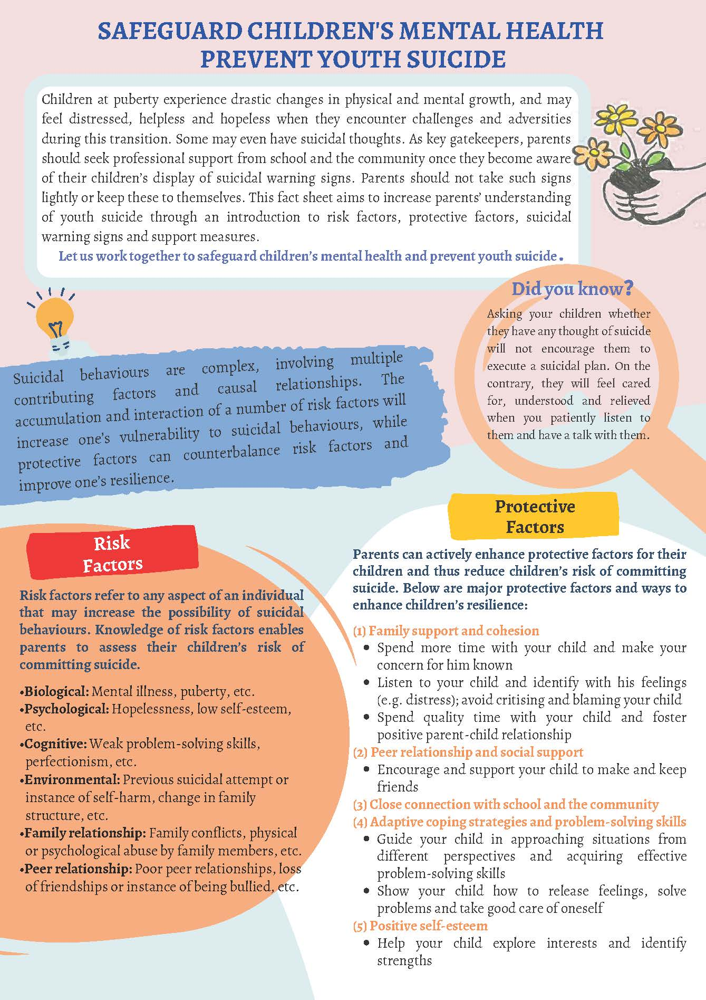 SAFEGUARD CHILDREN'S MENTAL HEALTH
PREVENT YOUTH SUICIDE
Children at puberty experience drastic changes in physical and mental growth, and may
feel distressed, helpless and hopeless when they encounter challenges and adversities
during this transition. Some may even have suicidal thoughts. As key gatekeepers, parents
should seek professional support from school and the community once they become aware
of their children’s display of suicidal warning signs. Parents should not take such signs
lightly or keep these to themselves. This fact sheet aims to increase parents’ understanding
of youth suicide through an introduction to risk factors, protective factors, suicidal
warning signs and support measures.
Let us work together to safeguard children’s mental health and prevent youth suicide.
Did you know?
Asking your children whether
they have any thought of suicide
will not encourage them to
execute a suicidal plan. On the
contrary, they will feel cared
for, understood and relieved
when you patiently listen to
them and have a talk with them.
Suicidal behaviours are complex, involving multiple
contributing factors and causal relationships. The
accumulation and interaction of a number of risk factors will
increase one’s vulnerability to suicidal behaviours, while
protective factors can counterbalance risk factors and
improve one’s resilience.
Risk
Factors
Risk factors refer to any aspect of an individual
that may increase the possibility of suicidal
behaviours. Knowledge of risk factors enables
parents to assess their children’s risk of
committing suicide.
•Biological: Mental illness, puberty, etc.
•Psychological: Hopelessness, low self-esteem,
etc.
•Cognitive: Weak problem-solving skills,
perfectionism, etc.
•Environmental: Previous suicidal attempt or
instance of self-harm, change in family
structure, etc.
•Family relationship: Family conflicts, physical
or psychological abuse by family members, etc.
•Peer relationship: Poor peer relationships, loss
of friendships or instance of being bullied, etc.
Protective
Factors
Parents can actively enhance protective factors for their
children and thus reduce children’s risk of committing
suicide. Below are major protective factors and ways to
enhance children’s resilience:
(1) Family support and cohesion
• Spend more time with your child and make your
concern for him known
• Listen to your child and identify with his feelings
(e.g. distress); avoid critising and blaming your child
• Spend quality time with your child and foster
positive parent-child relationship
(2) Peer relationship and social support
• Encourage and support your child to make and keep
friends
(3) Close connection with school and the community
(4) Adaptive coping strategies and problem-solving skills
• Guide your child in approaching situations from
different perspectives and acquiring effective
problem-solving skills
• Show your child how to release feelings, solve
problems and take good care of oneself
(5) Positive self-esteem
• Help your child explore interests and identify
strengths